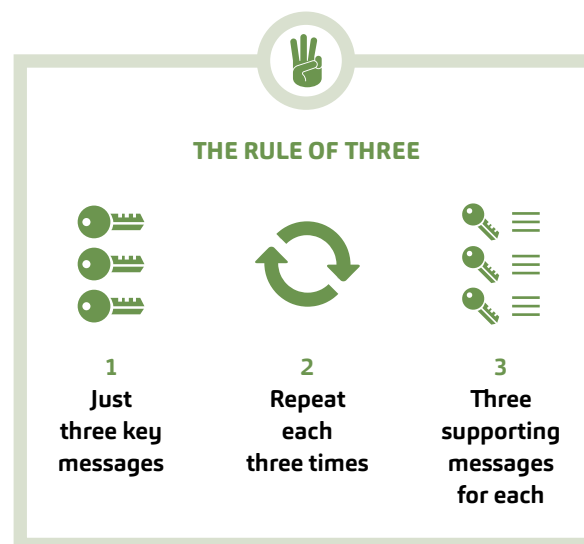 THE RULE OF THREE
1
Just
three key
messages
2
Repeat
each
three times
3
Three
supporting
messages
for each